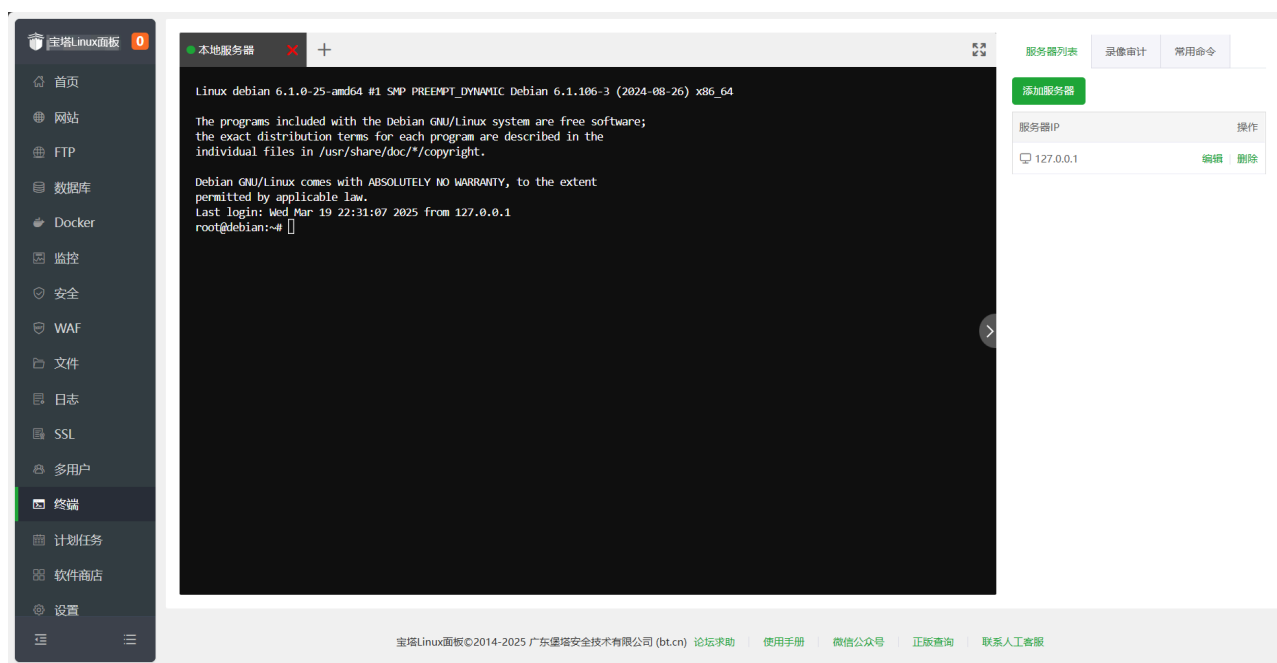 宝塔Linux面板 0
首页
网站
FTP
数据库
Docker
监控
安全
WAF
文件
日志
SSL
多用户
终端
计划任务
软件商店
设置
本地服务器
Linux debian 6.1.0-25-amd64 #1 SMP PREEMPT_DYNAMIC Debian 6.1.106-3 (2024-08-26) x86_64
The programs included with the Debian GNU/Linux system are free software;
the exact distribution terms for each program are described in the
individual files in /usr/share/doc/*/copyright.
Debian GNU/Linux comes with ABSOLUTELY NO WARRANTY, to the extent
permitted by applicable law.
Last login: Wed Mar 19 22:31:07 2025 from 127.0.0.1
root@debian:~#
服务器列表 录像审计 常用命令
添加服务器
服务器IP 操作
127.0.0.1 编辑 删除
宝塔Linux面板©2014-2025 广东堡塔安全技术有限公司 (bt.cn) 论坛求助 使用手册 微信公众号 正版查询 联系人工客服